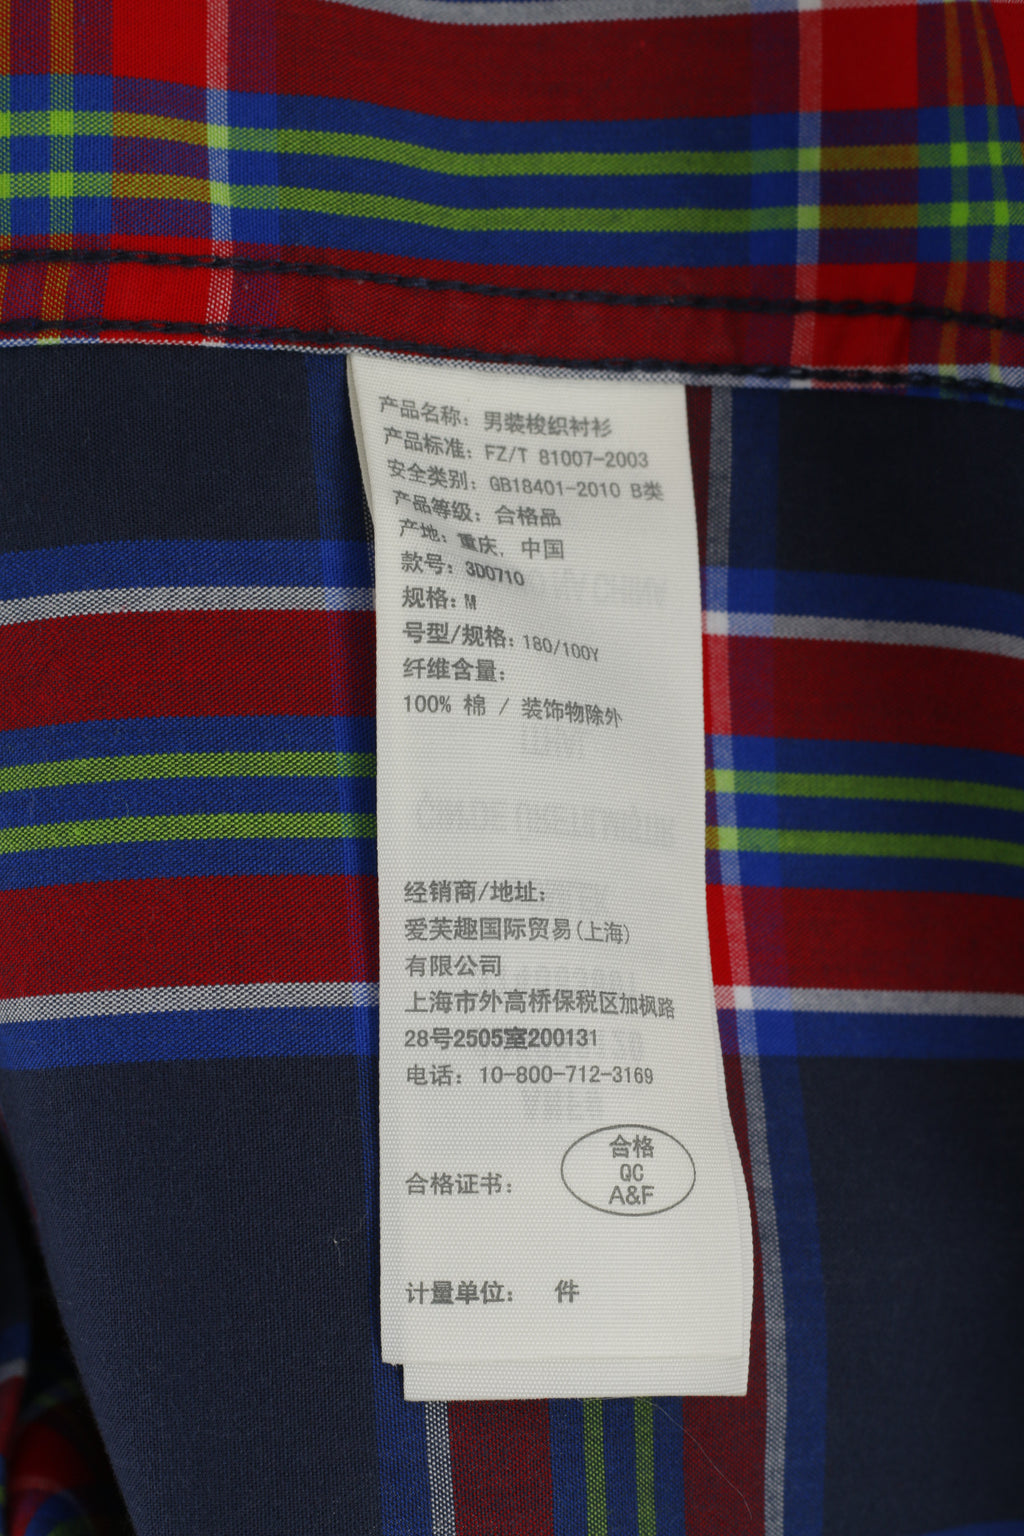 产品名称：男装梭织衬衫
产品标准：FZ/T 81007-2003
安全类别：GB18401-2010 B类
产品等级：合格品
产地：重庆，中国
款号：3D0710
规格：M
号型/规格：180/100Y
纤维含量：
100% 棉 / 装饰物除外
经销商/地址：
爱芙趣国际贸易(上海)
有限公司
上海市外高桥保税区加枫路
28号2505室200131
电话：10-800-712-3169
合格证书：
合格
QC
A&F
计量单位： 件